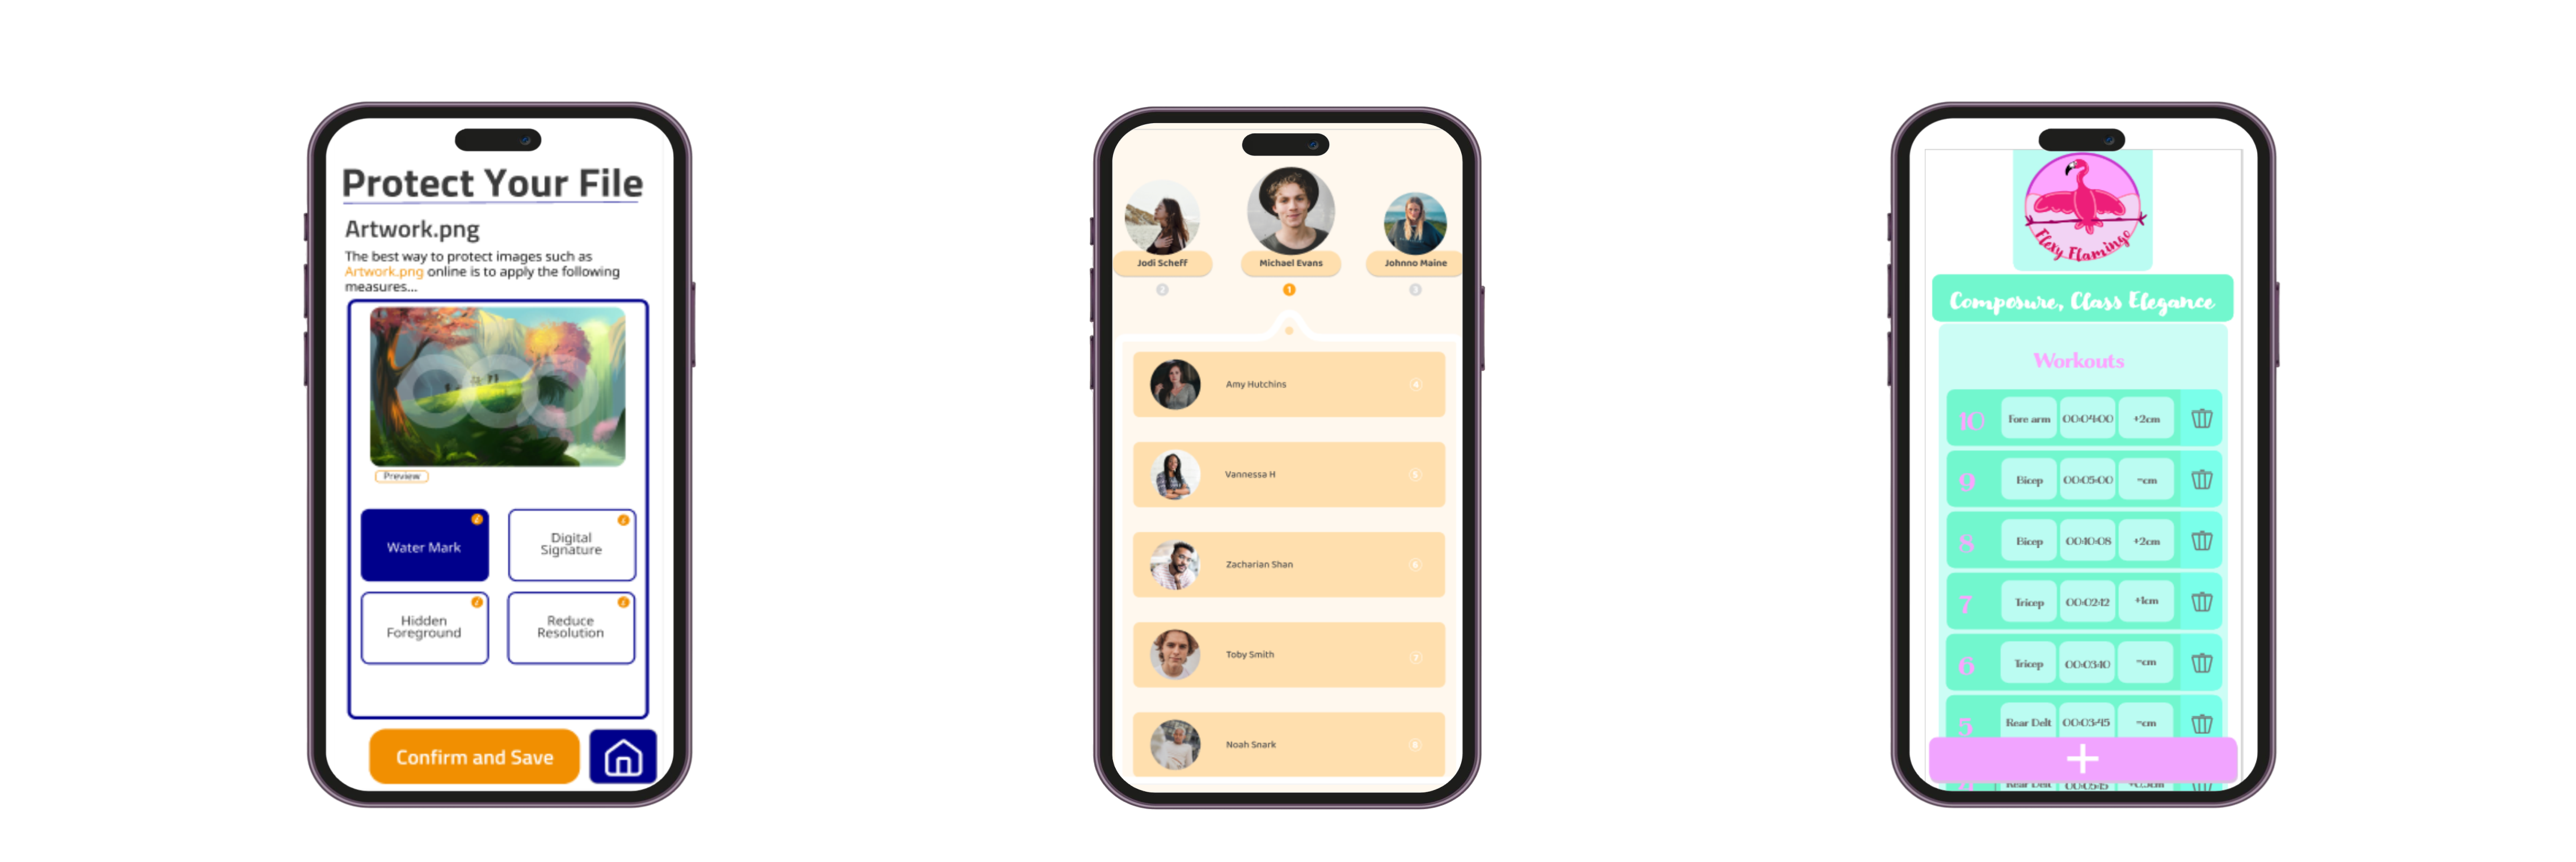 Protect Your File
Artwork.png
The best way to protect images such as
Artwork.png online is to apply the following
measures...
Preview
Water Mark
Digital
Signature
Hidden
Foreground
Reduce
Resolution
Confirm and Save
Jodi Scheff
Michael Evans
Johnno Maine
2
1
3
Amy Hutchins
4
Vannessa H
5
Zacharian Shan
6
Toby Smith
7
Noah Snark
8
Flexy Flamingo
Composure, Class Elegance
Workouts
10 Fore arm 00:04:00 +2cm
9 Bicep 00:05:00 ~cm
8 Bicep 00:10:08 +2cm
7 Tricep 00:02:12 +1cm
6 Tricep 00:03:10 ~cm
5 Rear Delt 00:03:45 ~cm
+
Rear Delt